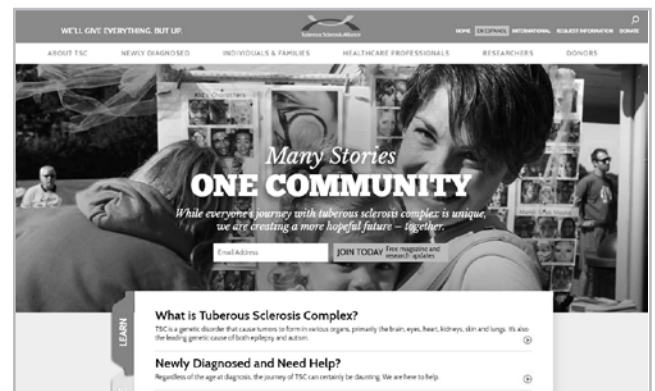 WE'LL GIVE EVERYTHING. BUT UP.
Tuberous Sclerosis Alliance
HOME EN ESPAÑOL INTERNATIONAL REQUEST INFORMATION DONATE
ABOUT TSC NEWLY DIAGNOSED INDIVIDUALS & FAMILIES HEALTHCARE PROFESSIONALS RESEARCHERS DONORS
Many Stories
ONE COMMUNITY
While everyone's journey with tuberous sclerosis complex is unique,
we are creating a more hopeful future – together.
Email Address
JOIN TODAY Free magazine and
research updates
LEARN
What is Tuberous Sclerosis Complex?
TSC is a genetic disorder that cause tumors to form in various organs, primarily the brain, eyes, heart, kidneys, skin and lungs. It's also
the leading genetic cause of both epilepsy and autism.
Newly Diagnosed and Need Help?
Regardless of the age at diagnosis, the journey of TSC can certainly be daunting. We are here to help.